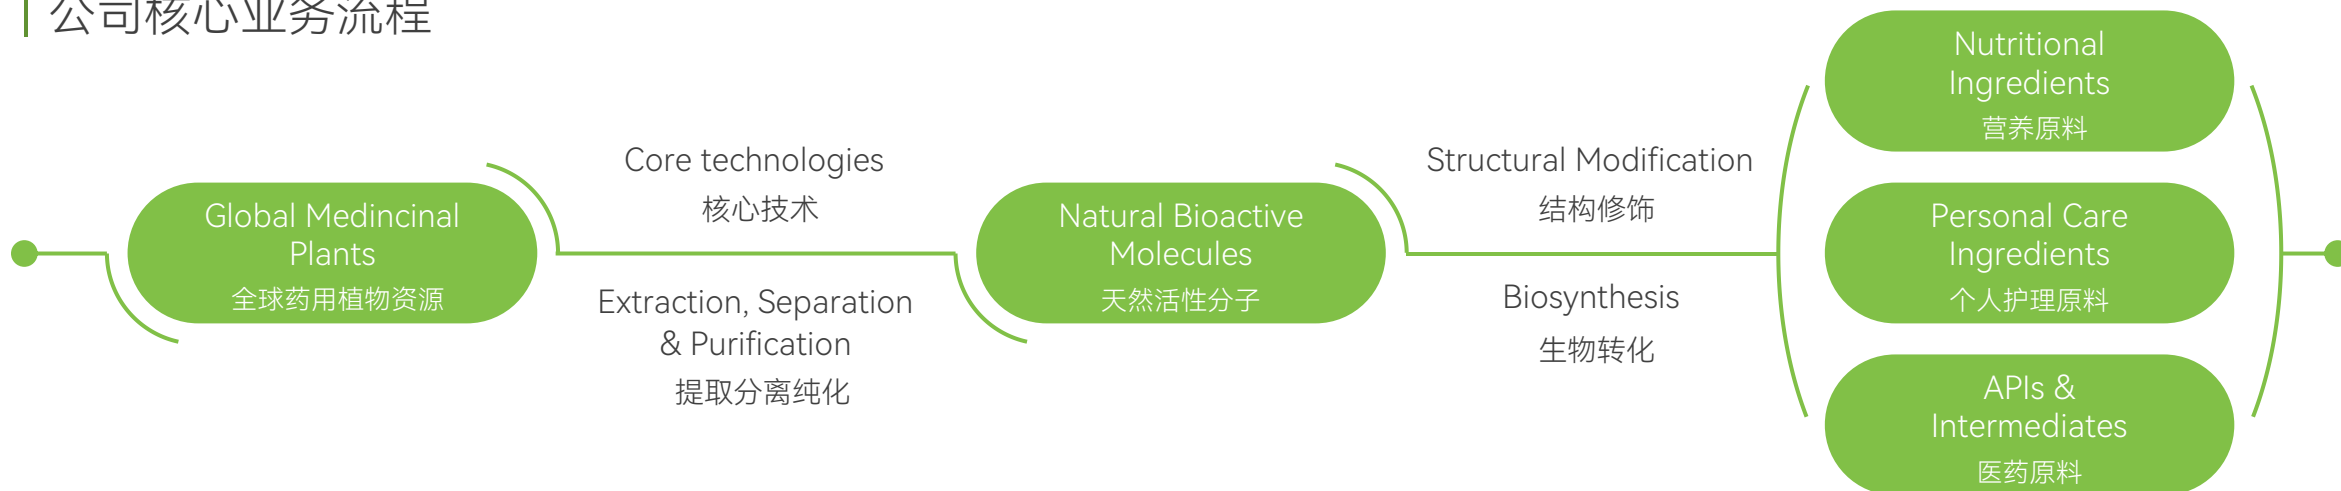 公司核心业务流程
Global Medincinal
Plants
全球药用植物资源
Core technologies
核心技术
Extraction, Separation
& Purification
提取分离纯化
Natural Bioactive
Molecules
天然活性分子
Structural Modification
结构修饰
Biosynthesis
生物转化
Nutritional
Ingredients
营养原料
Personal Care
Ingredients
个人护理原料
APIs &
Intermediates
医药原料